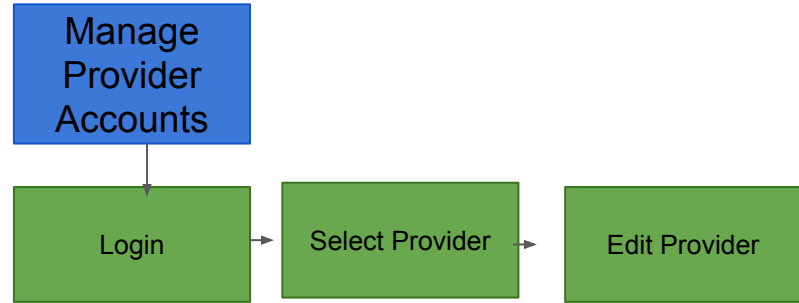 Manage
Provider
Accounts
Login
Select Provider
Edit Provider